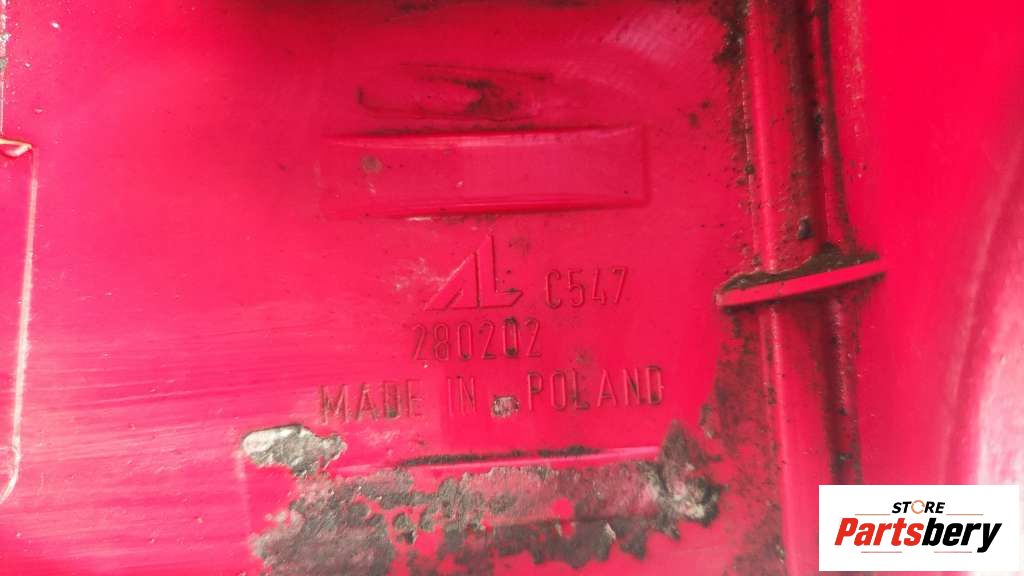 AL C547
280202
MADE IN POLAND
STORE
Partsbery